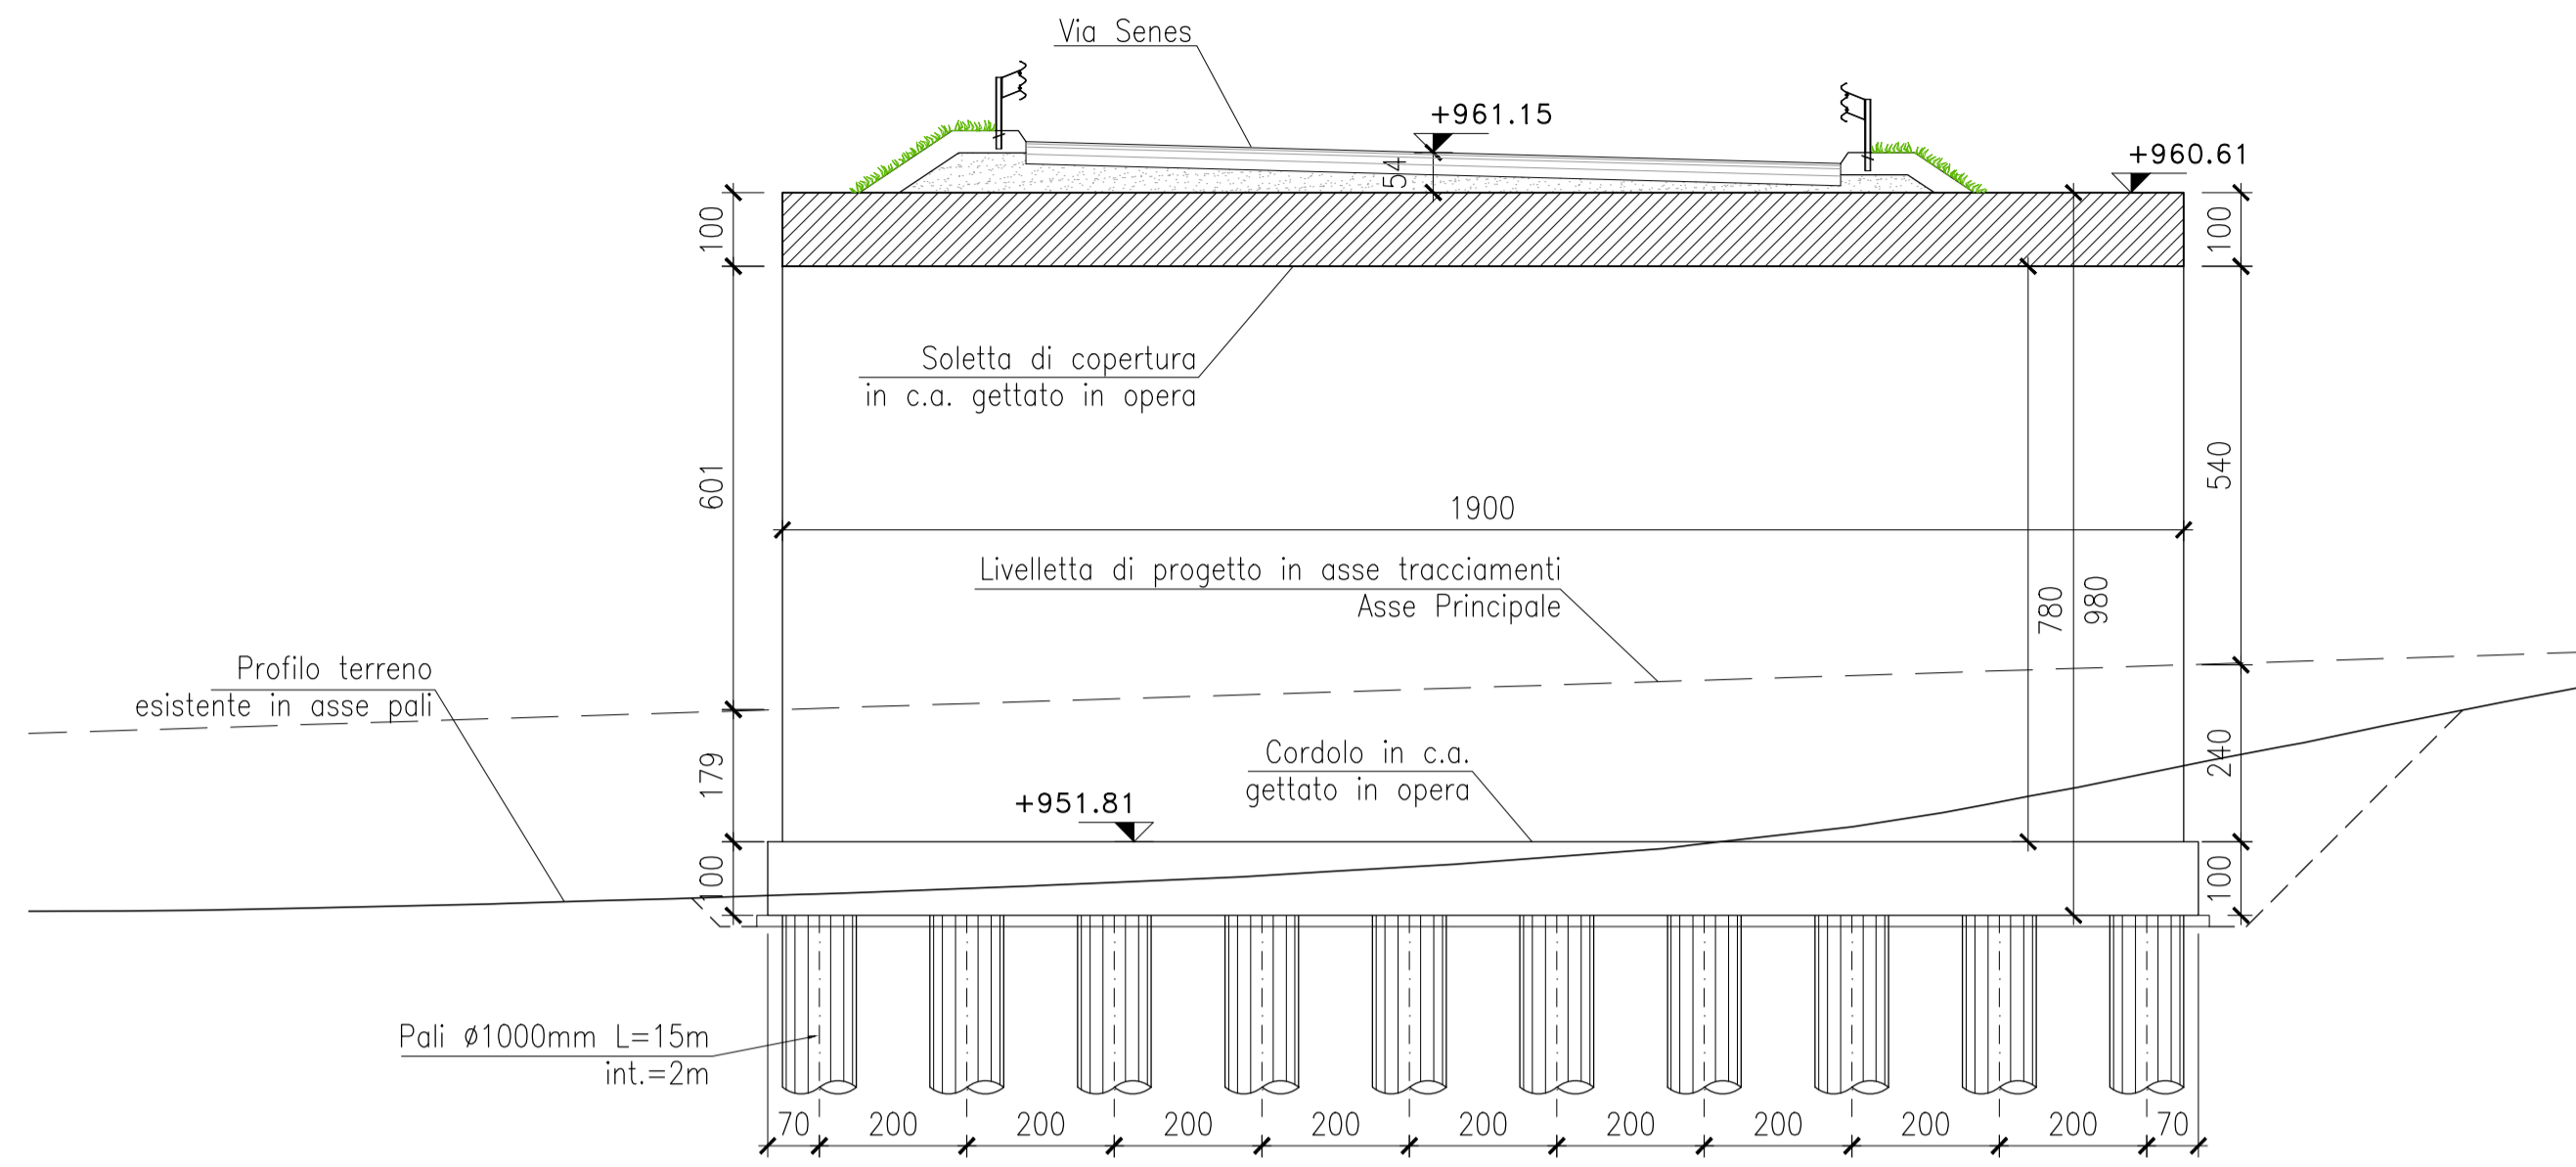 Via Senes
+961.15
54
+960.61
100
100
Soletta di copertura
in c.a. gettato in opera
601
540
1900
Livelletta di progetto in asse tracciamenti
Asse Principale
780
980
Profilo terreno
esistente in asse pali
179
240
Cordolo in c.a.
gettato in opera
+951.81
100
100
Pali ø1000mm L=15m
int.=2m
70 200 200 200 200 200 200 200 200 200 70